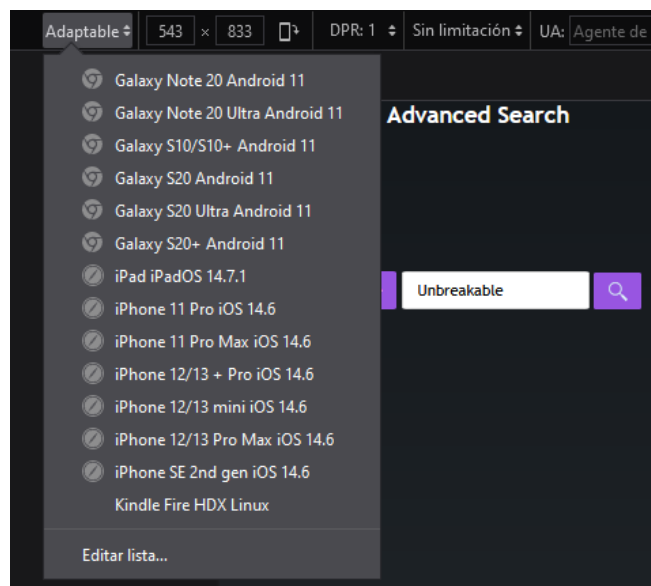 Adaptable 543 × 833 DPR: 1 Sin limitación UA: Agente de
Galaxy Note 20 Android 11
Galaxy Note 20 Ultra Android 11
Advanced Search
Galaxy S10/S10+ Android 11
Galaxy S20 Android 11
Galaxy S20 Ultra Android 11
Galaxy S20+ Android 11
iPad iPadOS 14.7.1
Unbreakable
iPhone 11 Pro iOS 14.6
iPhone 11 Pro Max iOS 14.6
iPhone 12/13 + Pro iOS 14.6
iPhone 12/13 mini iOS 14.6
iPhone 12/13 Pro Max iOS 14.6
iPhone SE 2nd gen iOS 14.6
Kindle Fire HDX Linux
Editar lista...